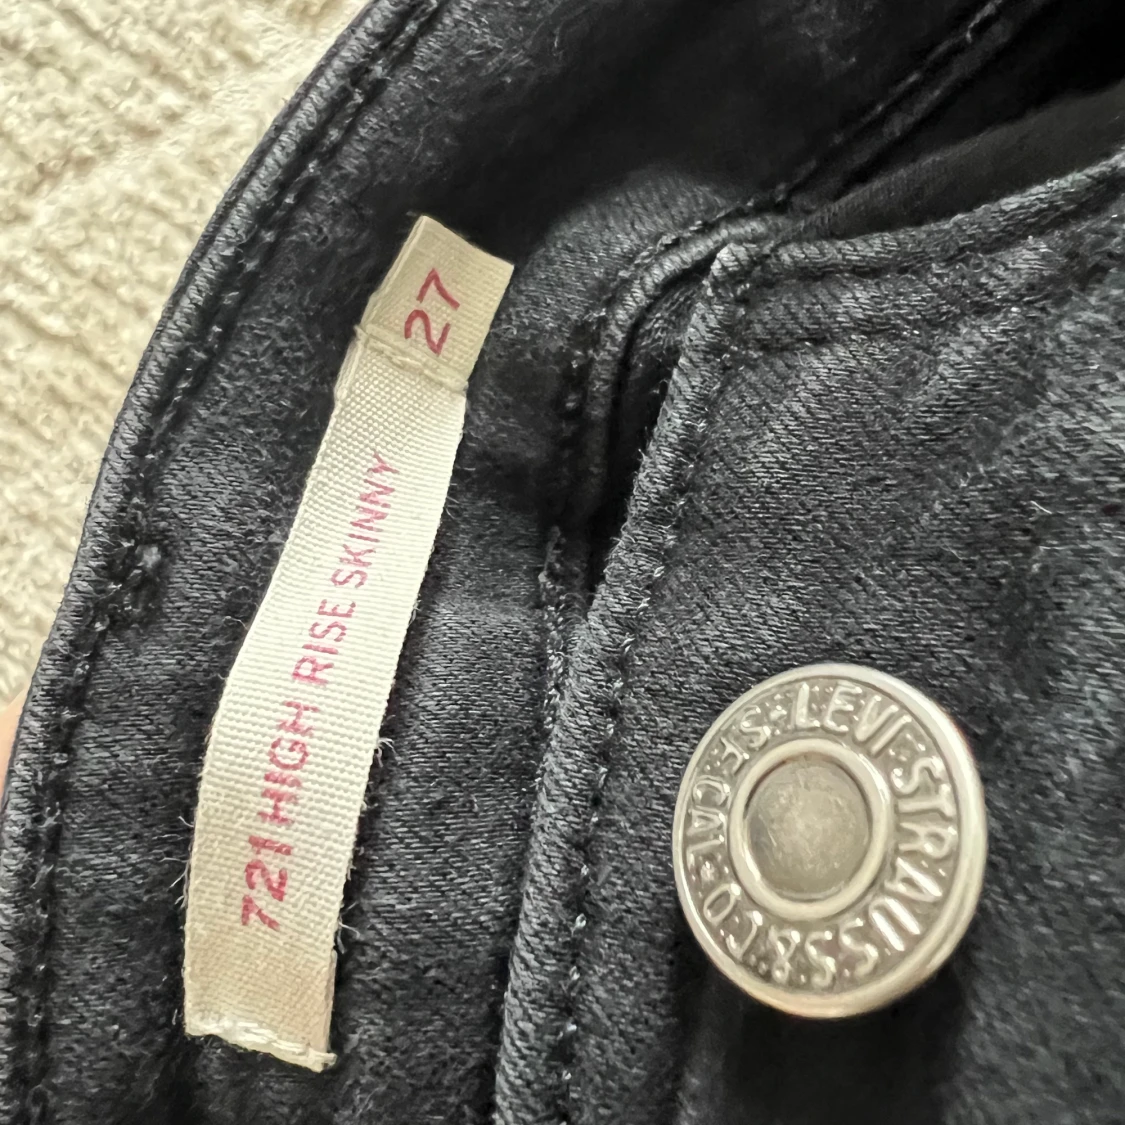 27
721 HIGH RISE SKINNY
LEVI STRAUSS & CO. S.F. CAL.